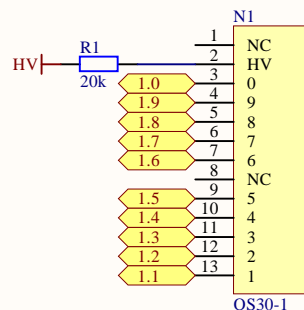 N1
1 NC
HV R1 20k 2 HV
1.0 3 0
1.9 4 9
1.8 5 8
1.7 6 7
1.6 7 6
8 NC
1.5 9 5
1.4 10 4
1.3 11 3
1.2 12 2
1.1 13 1
OS30-1